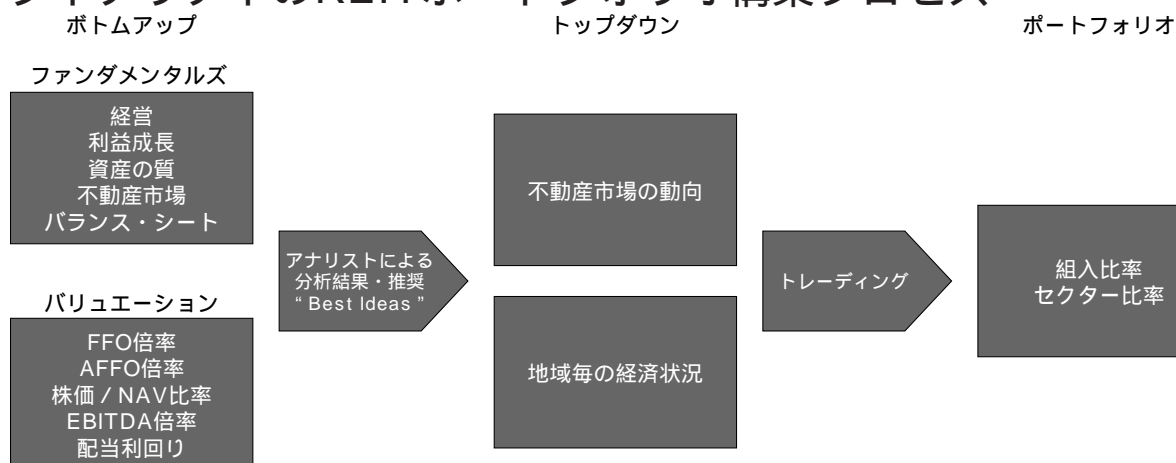 ボトムアップ
ファンダメンタルズ
経営
利益成長
資産の質
不動産市場
バランス・シート
バリュエーション
FFO倍率
AFFO倍率
株価 / NAV比率
EBITDA倍率
配当利回り
アナリストによる
分析結果・推奨
“ Best Ideas ”
トップダウン
不動産市場の動向
地域毎の経済状況
トレーディング
ポートフォリオ
組入比率
セクター比率